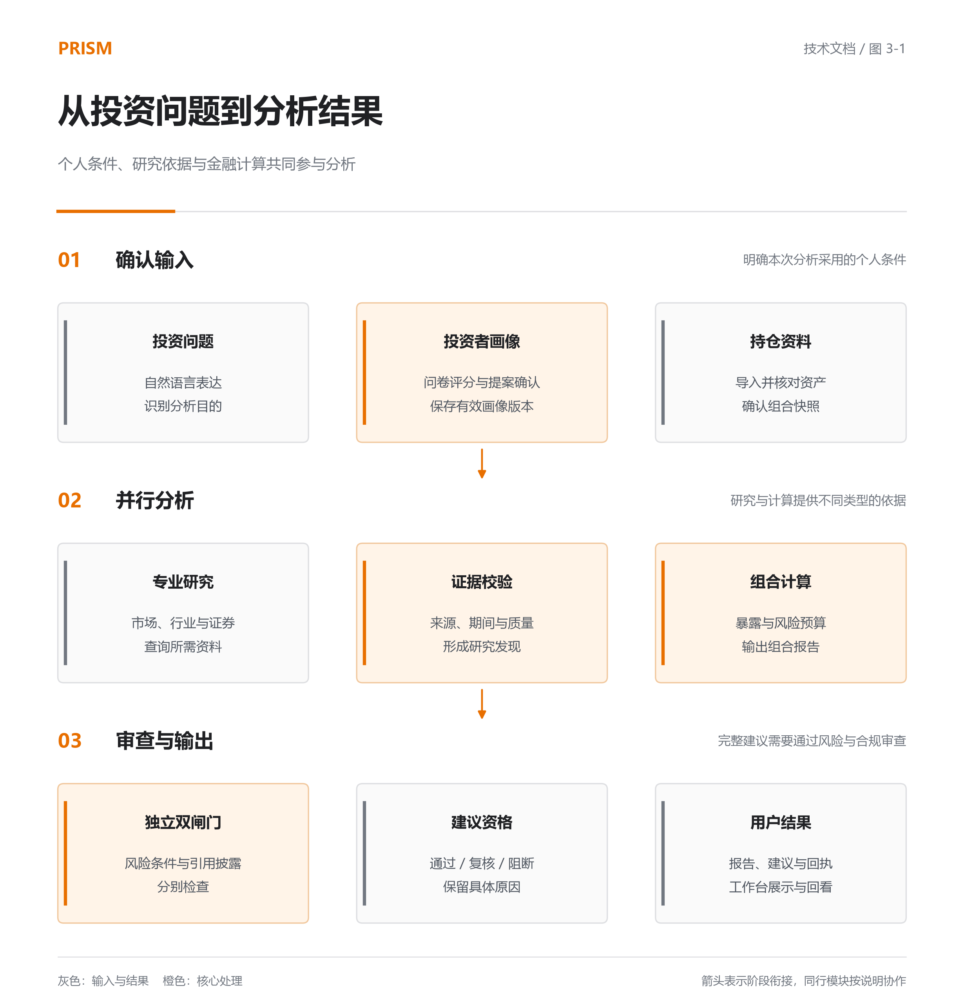 PRISM
技术文档 / 图 3-1
从投资问题到分析结果
个人条件、研究依据与金融计算共同参与分析
01 确认输入
明确本次分析采用的个人条件
投资问题
自然语言表达
识别分析目的
投资者画像
问卷评分与提案确认
保存有效画像版本
持仓资料
导入并核对资产
确认组合快照
02 并行分析
研究与计算提供不同类型的依据
专业研究
市场、行业与证券
查询所需资料
证据校验
来源、期间与质量
形成研究发现
组合计算
暴露与风险预算
输出组合报告
03 审查与输出
完整建议需要通过风险与合规审查
独立双闸门
风险条件与引用披露
分别检查
建议资格
通过 / 复核 / 阻断
保留具体原因
用户结果
报告、建议与回执
工作台展示与回看
灰色：输入与结果 橙色：核心处理
箭头表示阶段衔接，同行模块按说明协作